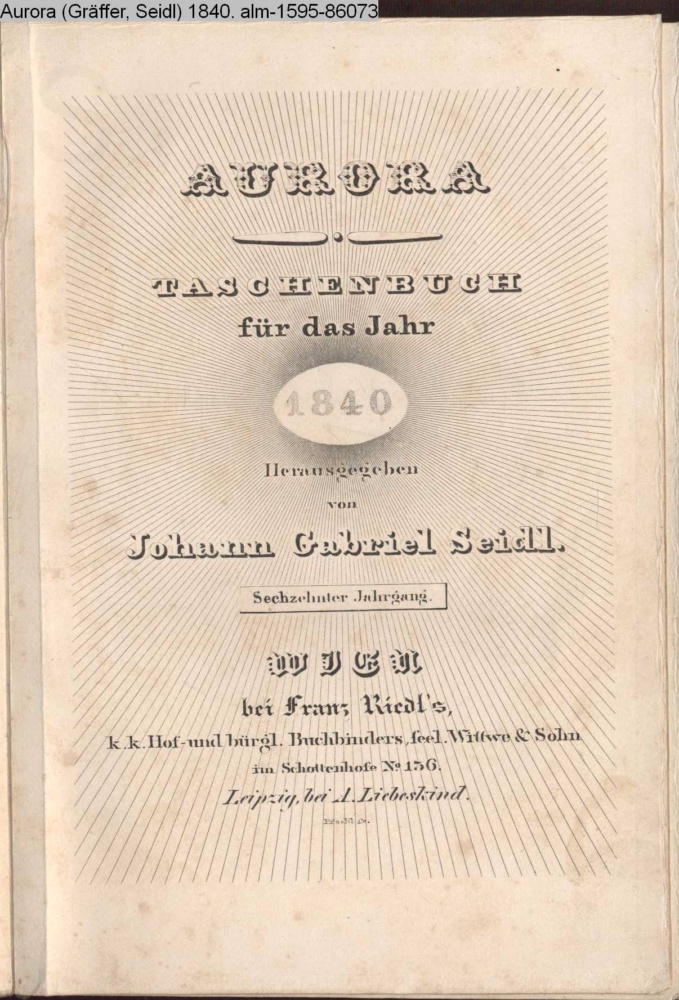 Aurora (Gräffer, Seidl) 1840. alm-1595-86073
AURORA
TASCHENBUCH
für das Jahr
1840
Herausgegeben
von
Johann Gabriel Seidl.
Sechzehnter Jahrgang.
WIEN
bei Franz Riedl's,
k.k. Hof- und bürgl. Buchbinders, seel. Wittwe & Sohn
im Schottenhofe No 136.
Leipzig, bei A. Liebeskind.